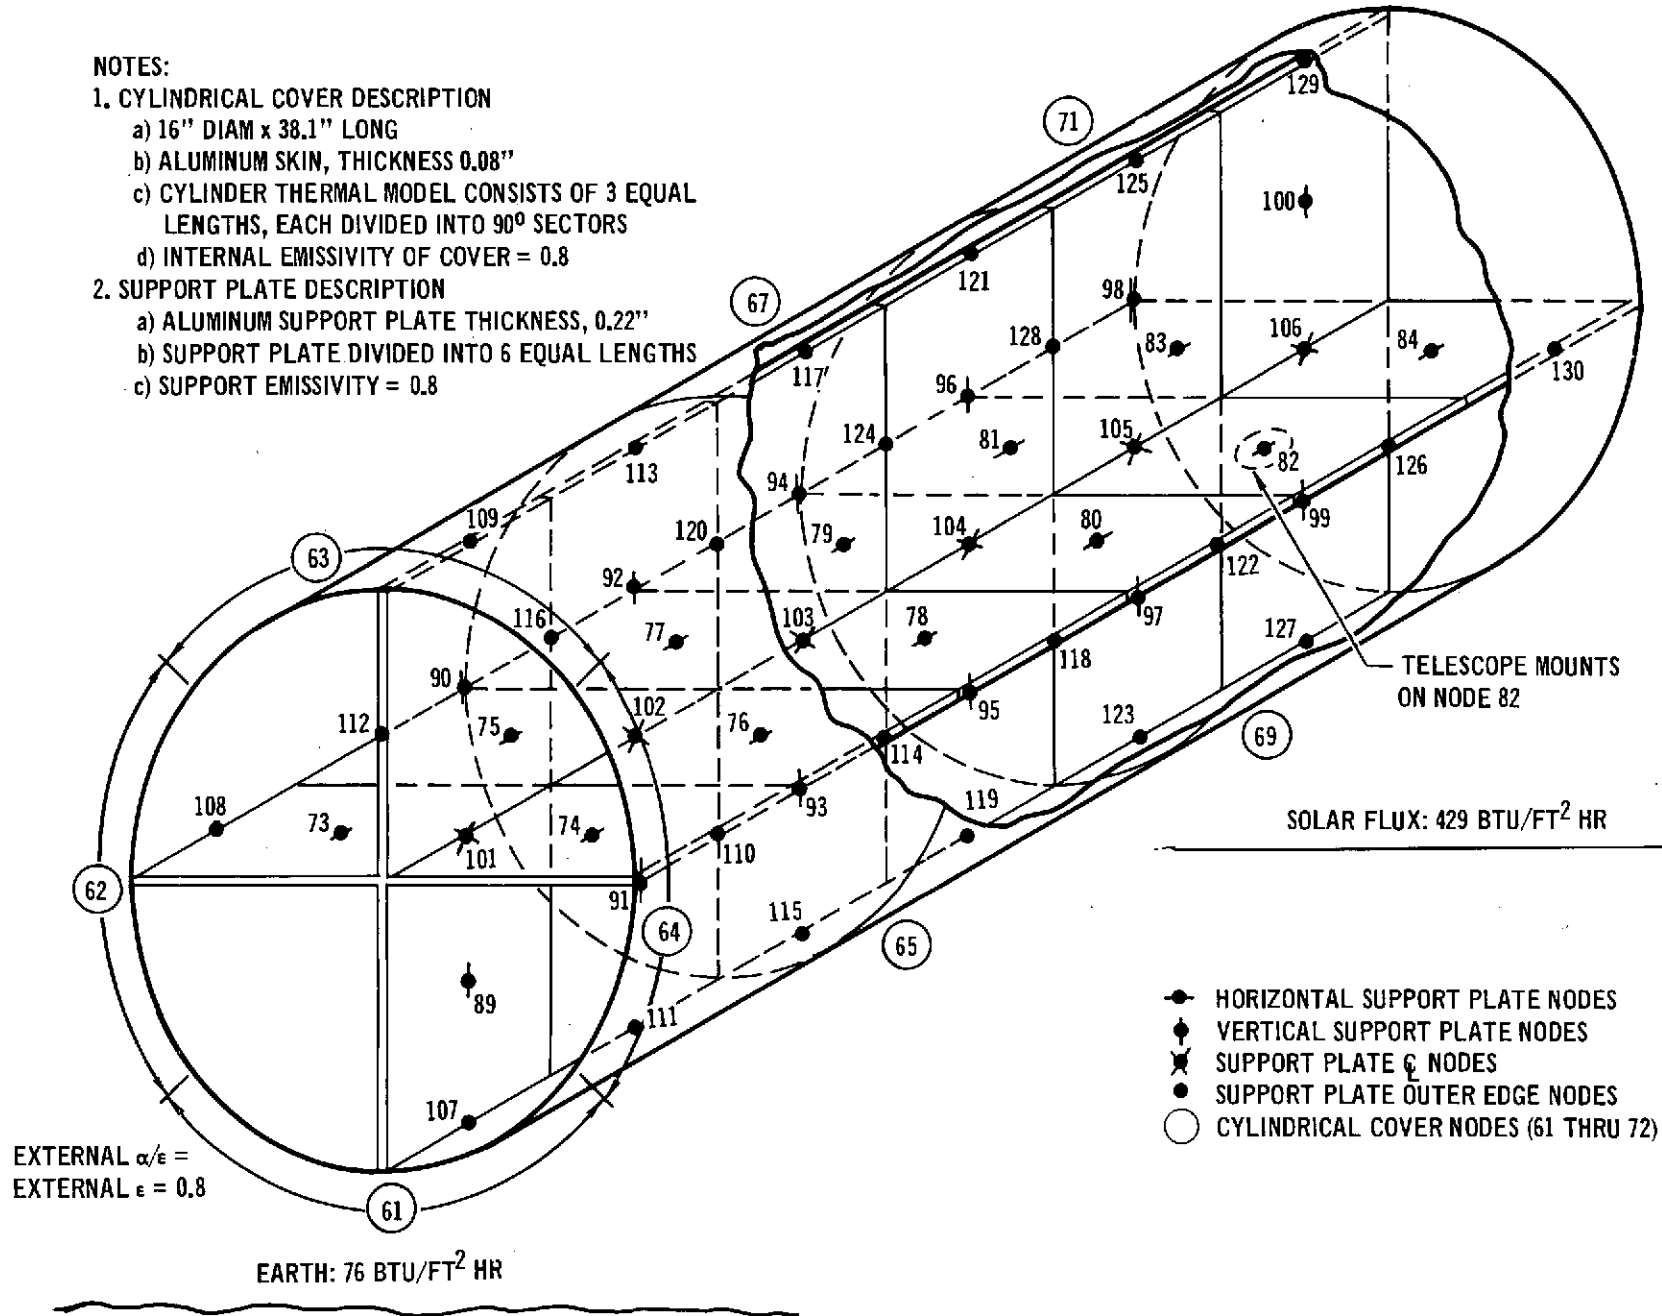 NOTES:
1. CYLINDRICAL COVER DESCRIPTION
a) 16" DIAM x 38.1" LONG
b) ALUMINUM SKIN, THICKNESS 0.08"
c) CYLINDER THERMAL MODEL CONSISTS OF 3 EQUAL
LENGTHS, EACH DIVIDED INTO 90° SECTORS
d) INTERNAL EMISSIVITY OF COVER = 0.8
2. SUPPORT PLATE DESCRIPTION
a) ALUMINUM SUPPORT PLATE THICKNESS, 0.22"
b) SUPPORT PLATE DIVIDED INTO 6 EQUAL LENGTHS
c) SUPPORT EMISSIVITY = 0.8
129
71
125
100
121
67
98
128
83
106
84
130
117
96
124
81
105
82
126
113
94
99
109
120
79
104
80
122
63
92
116
77
103
78
97
118
127
TELESCOPE MOUNTS
ON NODE 82
90
112
75
102
76
95
114
123
69
108
73
101
74
93
110
119
SOLAR FLUX: 429 BTU/FT² HR
62
91
64
115
65
89
111
107
HORIZONTAL SUPPORT PLATE NODES
VERTICAL SUPPORT PLATE NODES
SUPPORT PLATE ℄ NODES
SUPPORT PLATE OUTER EDGE NODES
CYLINDRICAL COVER NODES (61 THRU 72)
EXTERNAL α/ε =
EXTERNAL ε = 0.8
61
EARTH: 76 BTU/FT² HR